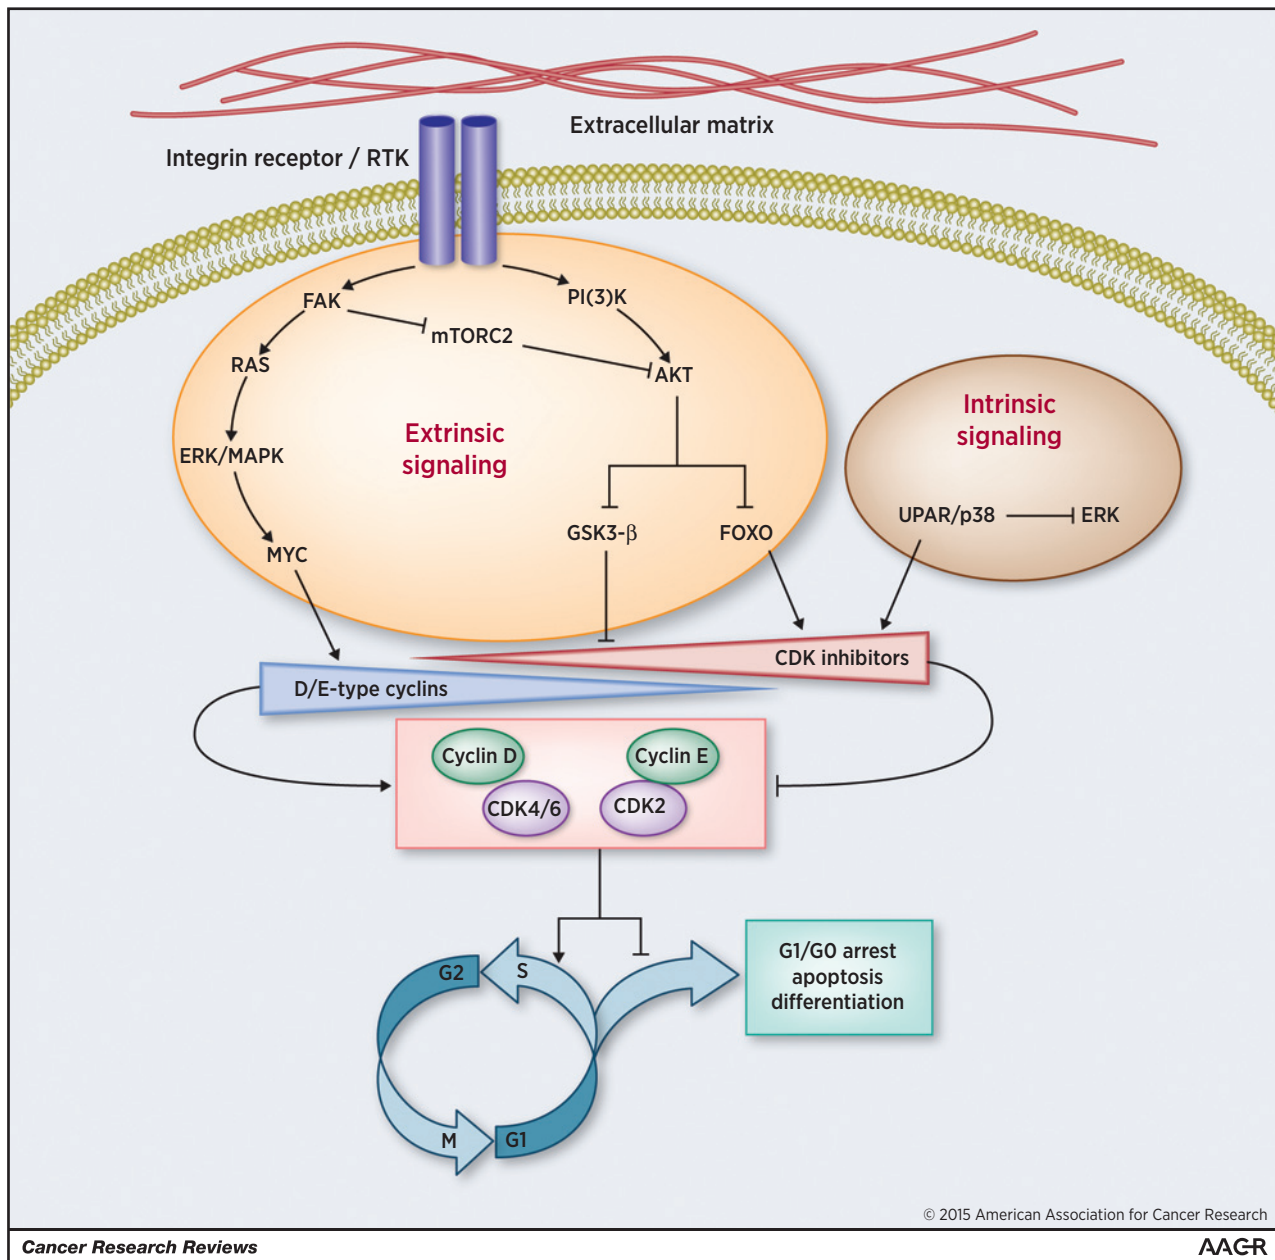 Extracellular matrix
Integrin receptor / RTK
FAK
PI(3)K
mTORC2
RAS
AKT
Extrinsic
signaling
Intrinsic
signaling
ERK/MAPK
UPAR/p38
ERK
GSK3-β
FOXO
MYC
CDK inhibitors
D/E-type cyclins
Cyclin D
Cyclin E
CDK4/6
CDK2
G1/G0 arrest
apoptosis
differentiation
G2
S
M
G1
© 2015 American Association for Cancer Research
Cancer Research Reviews
AACR